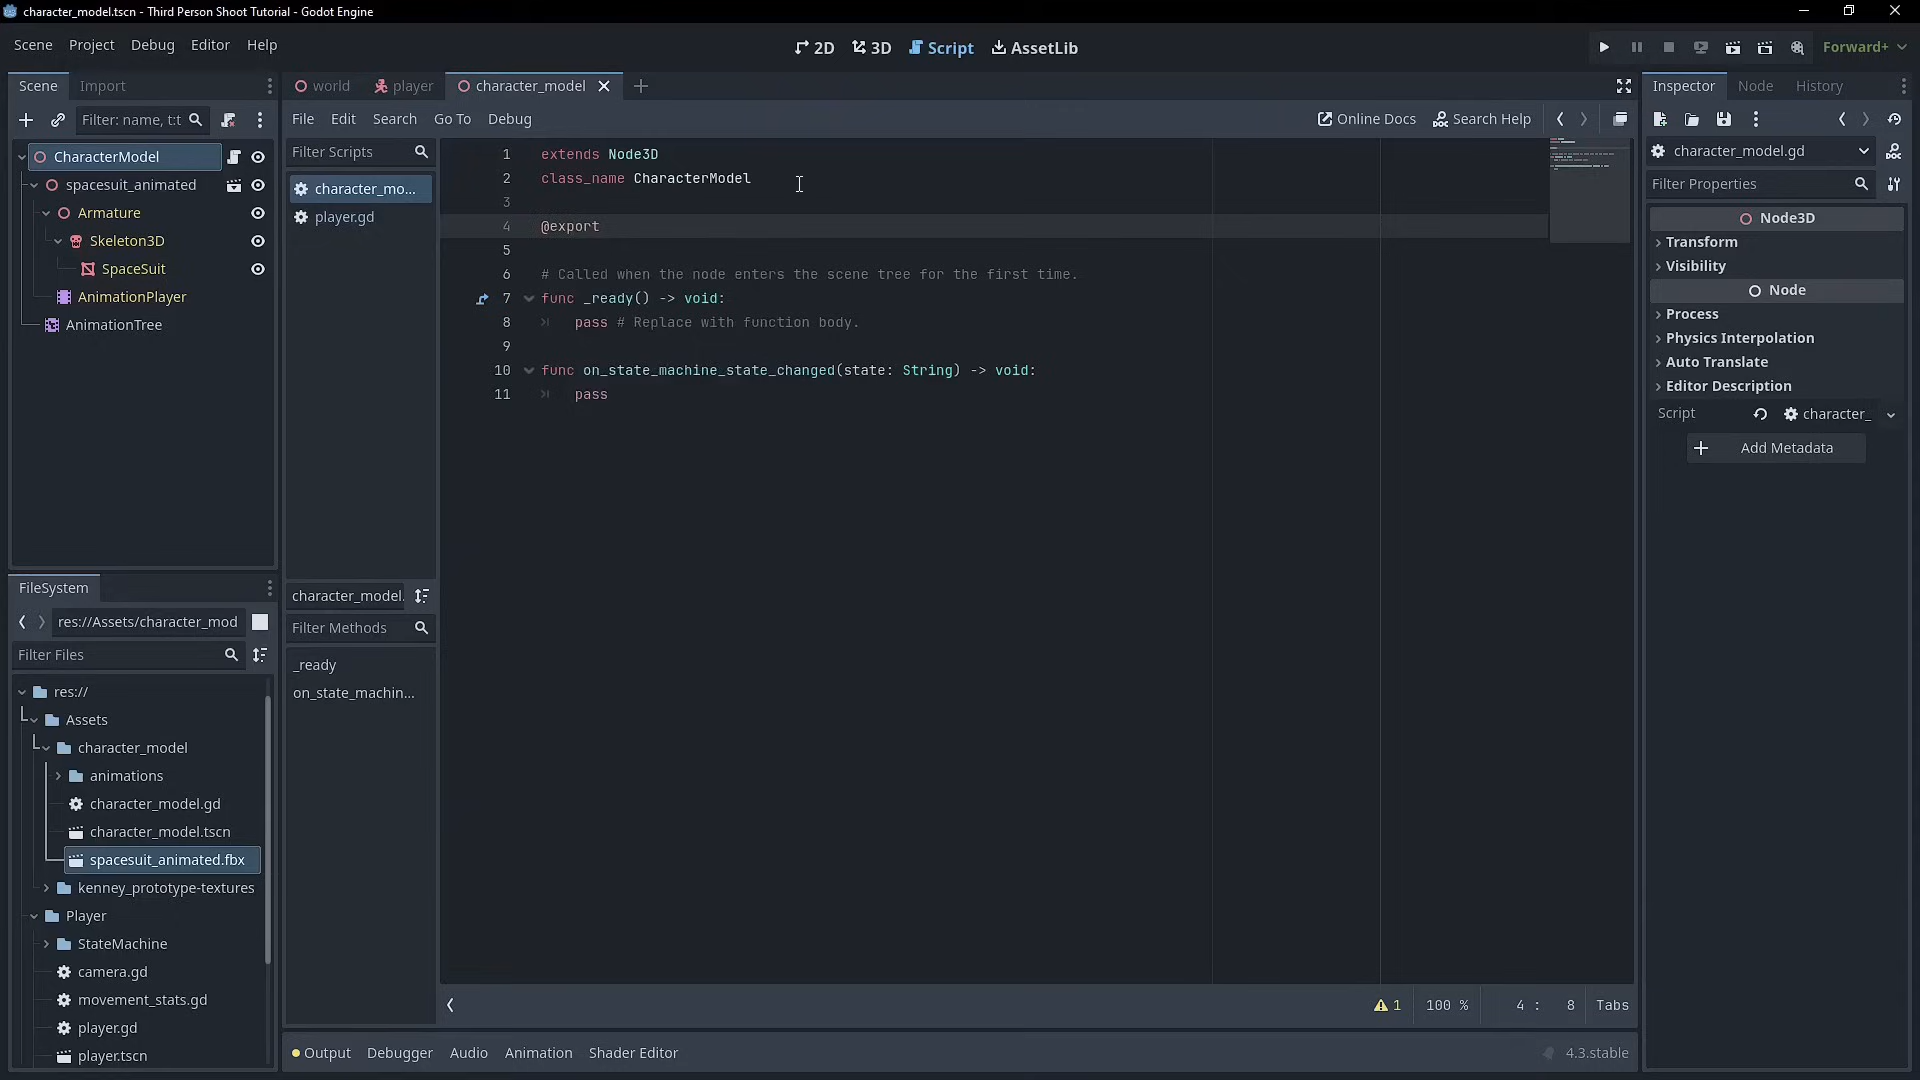 character_model.tscn - Third Person Shoot Tutorial - Godot Engine
Scene Project Debug Editor Help
2D 3D Script AssetLib
Forward+
Scene Import
Filter: name, t:t
CharacterModel
spacesuit_animated
Armature
Skeleton3D
SpaceSuit
AnimationPlayer
AnimationTree
FileSystem
res://Assets/character_mod
Filter Files
res://
Assets
character_model
animations
character_model.gd
character_model.tscn
spacesuit_animated.fbx
kenney_prototype-textures
Player
StateMachine
camera.gd
movement_stats.gd
player.gd
player.tscn
world player character_model
File Edit Search Go To Debug
Online Docs Search Help
Filter Scripts
character_mo...
player.gd
character_model.
Filter Methods
_ready
on_state_machin...
1 extends Node3D
2 class_name CharacterModel
3
4 @export
5
6 # Called when the node enters the scene tree for the first time.
7 func _ready() -> void:
8 pass # Replace with function body.
9
10 func on_state_machine_state_changed(state: String) -> void:
11 pass
1 100 % 4 : 8 Tabs
Output Debugger Audio Animation Shader Editor
4.3.stable
Inspector Node History
character_model.gd
Filter Properties
Node3D
Transform
Visibility
Node
Process
Physics Interpolation
Auto Translate
Editor Description
Script character_
Add Metadata